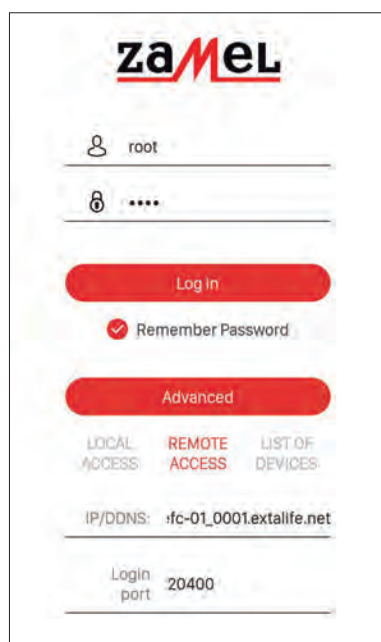 zaMeL
root
••••
Log in
Remember Password
Advanced
LOCAL ACCESS
REMOTE ACCESS
LIST OF DEVICES
IP/DDNS: efc-01_0001.extalife.net
Login port 20400